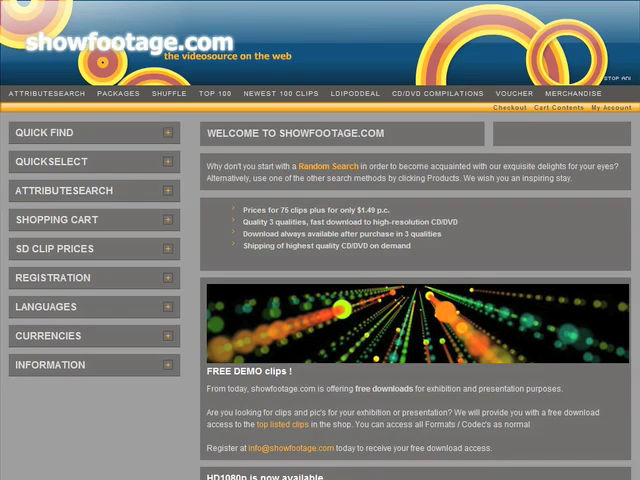 showfootage.com
the videosource on the web
STOP ANI
ATTRIBUTESEARCH PACKAGES SHUFFLE TOP 100 NEWEST 100 CLIPS LDIPODDEAL CD/DVD COMPILATIONS VOUCHER MERCHANDISE
Checkout Cart Contents My Account
QUICK FIND
QUICKSELECT
ATTRIBUTESEARCH
SHOPPING CART
SD CLIP PRICES
REGISTRATION
LANGUAGES
CURRENCIES
INFORMATION
WELCOME TO SHOWFOOTAGE.COM
Why don't you start with a Random Search in order to become acquainted with our exquisite delights for your eyes?
Alternatively, use one of the other search methods by clicking Products. We wish you an inspiring stay.
Prices for 75 clips plus for only $1.49 p.c.
Quality 3 qualities, fast download to high-resolution CD/DVD
Download always available after purchase in 3 qualities
Shipping of highest quality CD/DVD on demand
FREE DEMO clips !
From today, showfootage.com is offering free downloads for exhibition and presentation purposes.
Are you looking for clips and pic's for your exhibition or presentation? We will provide you with a free download
access to the top listed clips in the shop. You can access all Formats / Codec's as normal
Register at info@showfootage.com today to receive your free download access.
HD1080p is now available